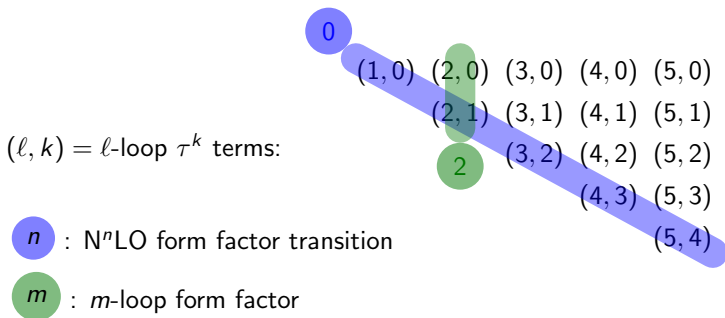 0
(1, 0) (2, 0) (3, 0) (4, 0) (5, 0)
(2, 1) (3, 1) (4, 1) (5, 1)
(ℓ, k) = ℓ-loop τ^k terms:
2 (3, 2) (4, 2) (5, 2)
(4, 3) (5, 3)
n : N^nLO form factor transition (5, 4)
m : m-loop form factor